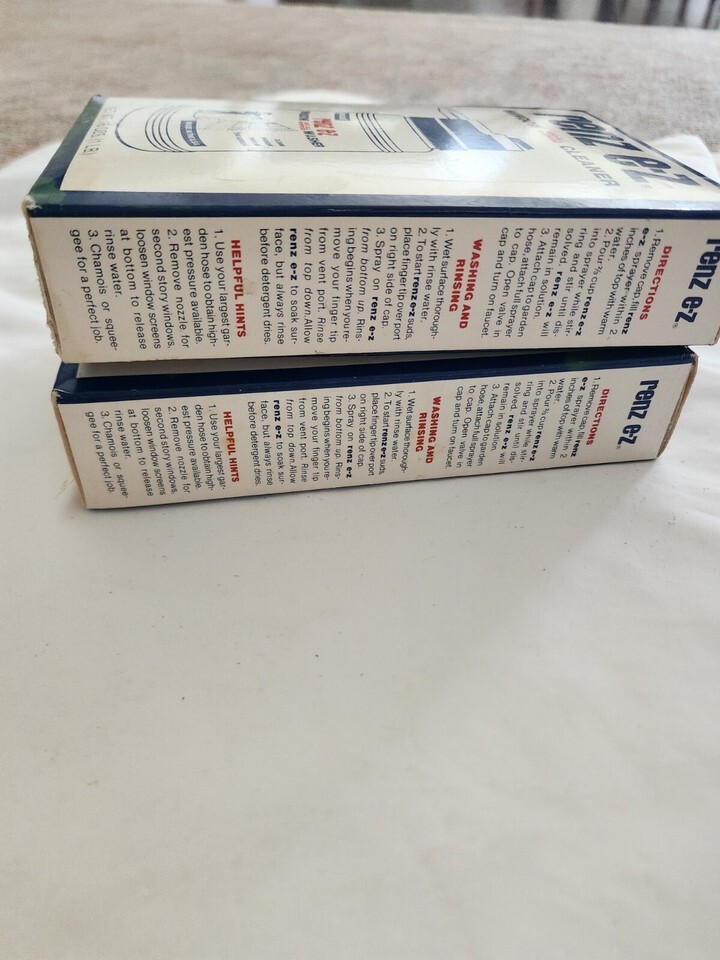 renz e-z
CLEANER
renz e-z®
DIRECTIONS
1. Remove cap, fill renz
e-z sprayer within 2
inches of top with warm
water.
2. Pour ⅔ cup renz e-z
into sprayer while stir-
ring and stir until dis-
solved. renz e-z will
remain in solution.
3. Attach cap to garden
hose, attach full sprayer
to cap. Open valve in
cap and turn on faucet.
WASHING AND
RINSING
1. Wet surface thorough-
ly with rinse water.
2. To start renz e-z suds,
place finger tip over port
on right side of cap.
3. Spray on renz e-z
from bottom up. Rins-
ing begins when you re-
move your finger tip
from vent port. Rinse
from top down. Allow
renz e-z to soak sur-
face, but always rinse
before detergent dries.
HELPFUL HINTS
1. Use your largest gar-
den hose to obtain high-
est pressure available.
2. Remove nozzle for
second story windows,
loosen window screens
at bottom to release
rinse water.
3. Chamois or squee-
gee for a perfect job.
renz e-z
DIRECTIONS
1. Remove cap, fill renz
e-z sprayer within 2
inches of top with warm
water.
2. Pour ⅔ cup renz e-z
into sprayer while stir-
ring and stir until dis-
solved. renz e-z will
remain in solution.
3. Attach cap to garden
hose, attach full sprayer
to cap. Open valve in
cap and turn on faucet.
WASHING AND
RINSING
1. Wet surface thorough-
ly with rinse water.
2. To start renz e-z suds,
place finger tip over port
on right side of cap.
3. Spray on renz e-z
from bottom up. Rins-
ing begins when you re-
move your finger tip
from vent port. Rinse
from top down. Allow
renz e-z to soak sur-
face, but always rinse
before detergent dries.
HELPFUL HINTS
1. Use your largest gar-
den hose to obtain high-
est pressure available.
2. Remove nozzle for
second story windows,
loosen window screens
at bottom to release
rinse water.
3. Chamois or squee-
gee for a perfect job.